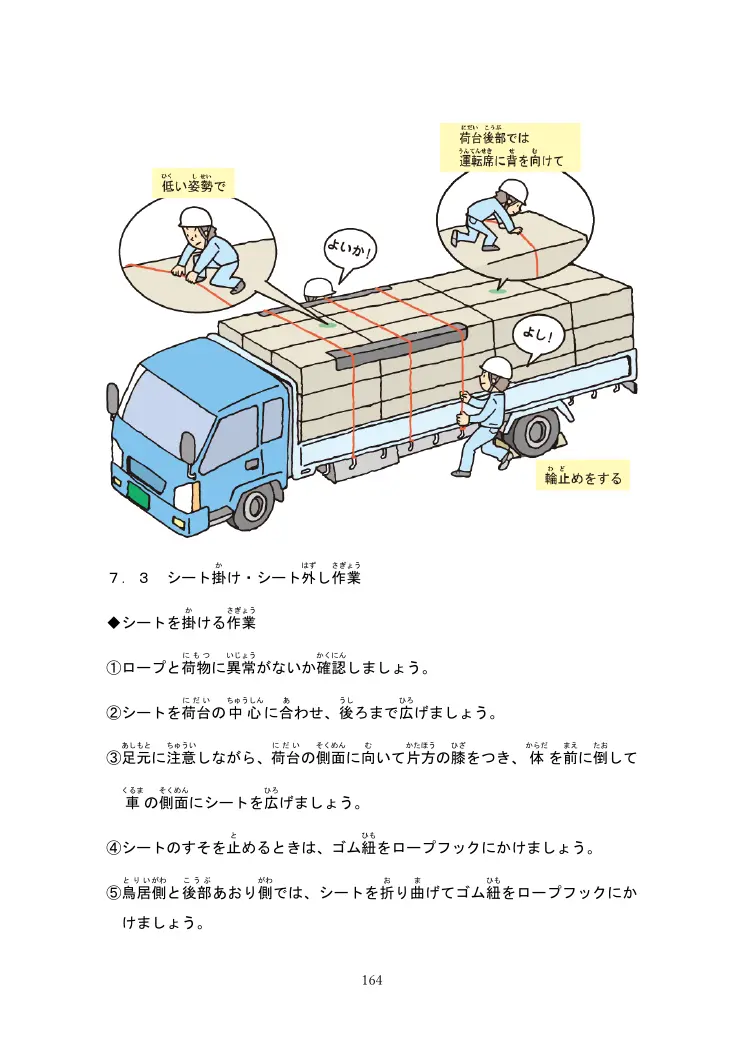 荷台後部では
運転席に背を向けて
低い姿勢で
よいか！
よし！
輪止めをする
７．３　シート掛け・シート外し作業
◆シートを掛ける作業
①ロープと荷物に異常がないか確認しましょう。
②シートを荷台の中心に合わせ、後ろまで広げましょう。
③足元に注意しながら、荷台の側面に向いて片方の膝をつき、体を前に倒して
車の側面にシートを広げましょう。
④シートのすそを止めるときは、ゴム紐をロープフックにかけましょう。
⑤鳥居側と後部あおり側では、シートを折り曲げてゴム紐をロープフックにか
けましょう。
164